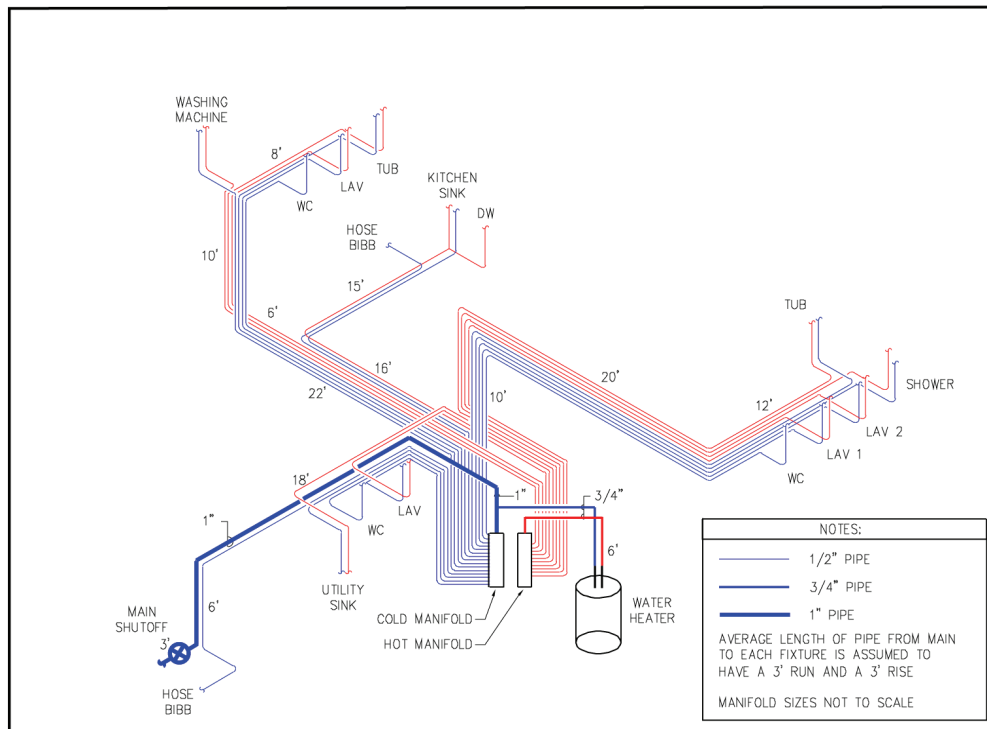 WASHING
MACHINE
8'
TUB
LAV
WC
KITCHEN
SINK
DW
HOSE
BIBB
10'
15'
6'
16'
22'
10'
20'
TUB
12'
SHOWER
LAV 2
LAV 1
WC
18'
1"
LAV
WC
1"
3/4"
6'
UTILITY
SINK
COLD MANIFOLD
HOT MANIFOLD
WATER
HEATER
6'
MAIN
SHUTOFF
3'
HOSE
BIBB
NOTES:
1/2" PIPE
3/4" PIPE
1" PIPE
AVERAGE LENGTH OF PIPE FROM MAIN
TO EACH FIXTURE IS ASSUMED TO
HAVE A 3' RUN AND A 3' RISE
MANIFOLD SIZES NOT TO SCALE